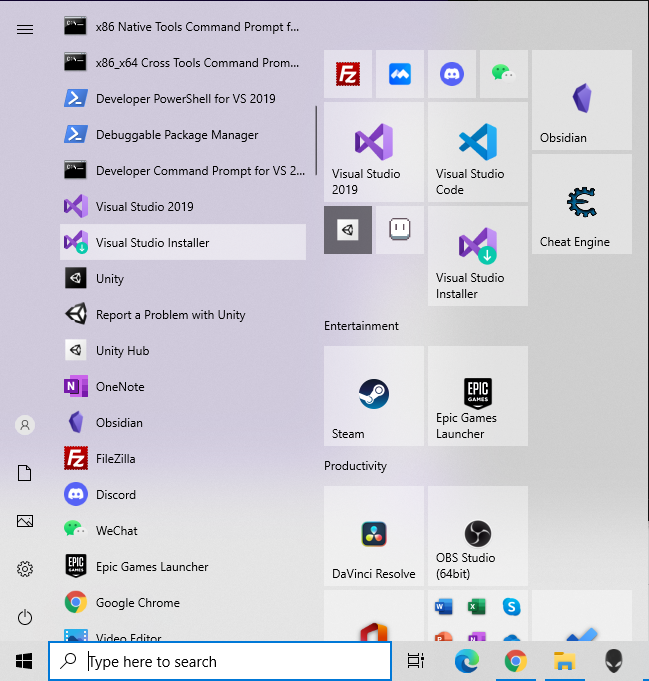 x86 Native Tools Command Prompt f...
x86_x64 Cross Tools Command Prom...
Developer PowerShell for VS 2019
Debuggable Package Manager
Developer Command Prompt for VS 2...
Visual Studio 2019
Visual Studio Installer
Unity
Report a Problem with Unity
Unity Hub
OneNote
Obsidian
FileZilla
Discord
WeChat
Epic Games Launcher
Google Chrome
Video Editor
Fz
Obsidian
Visual Studio
2019
Visual Studio
Code
Cheat Engine
Visual Studio
Installer
Entertainment
EPIC
GAMES
Steam
Epic Games
Launcher
Productivity
DaVinci Resolve
OBS Studio
(64bit)
Type here to search